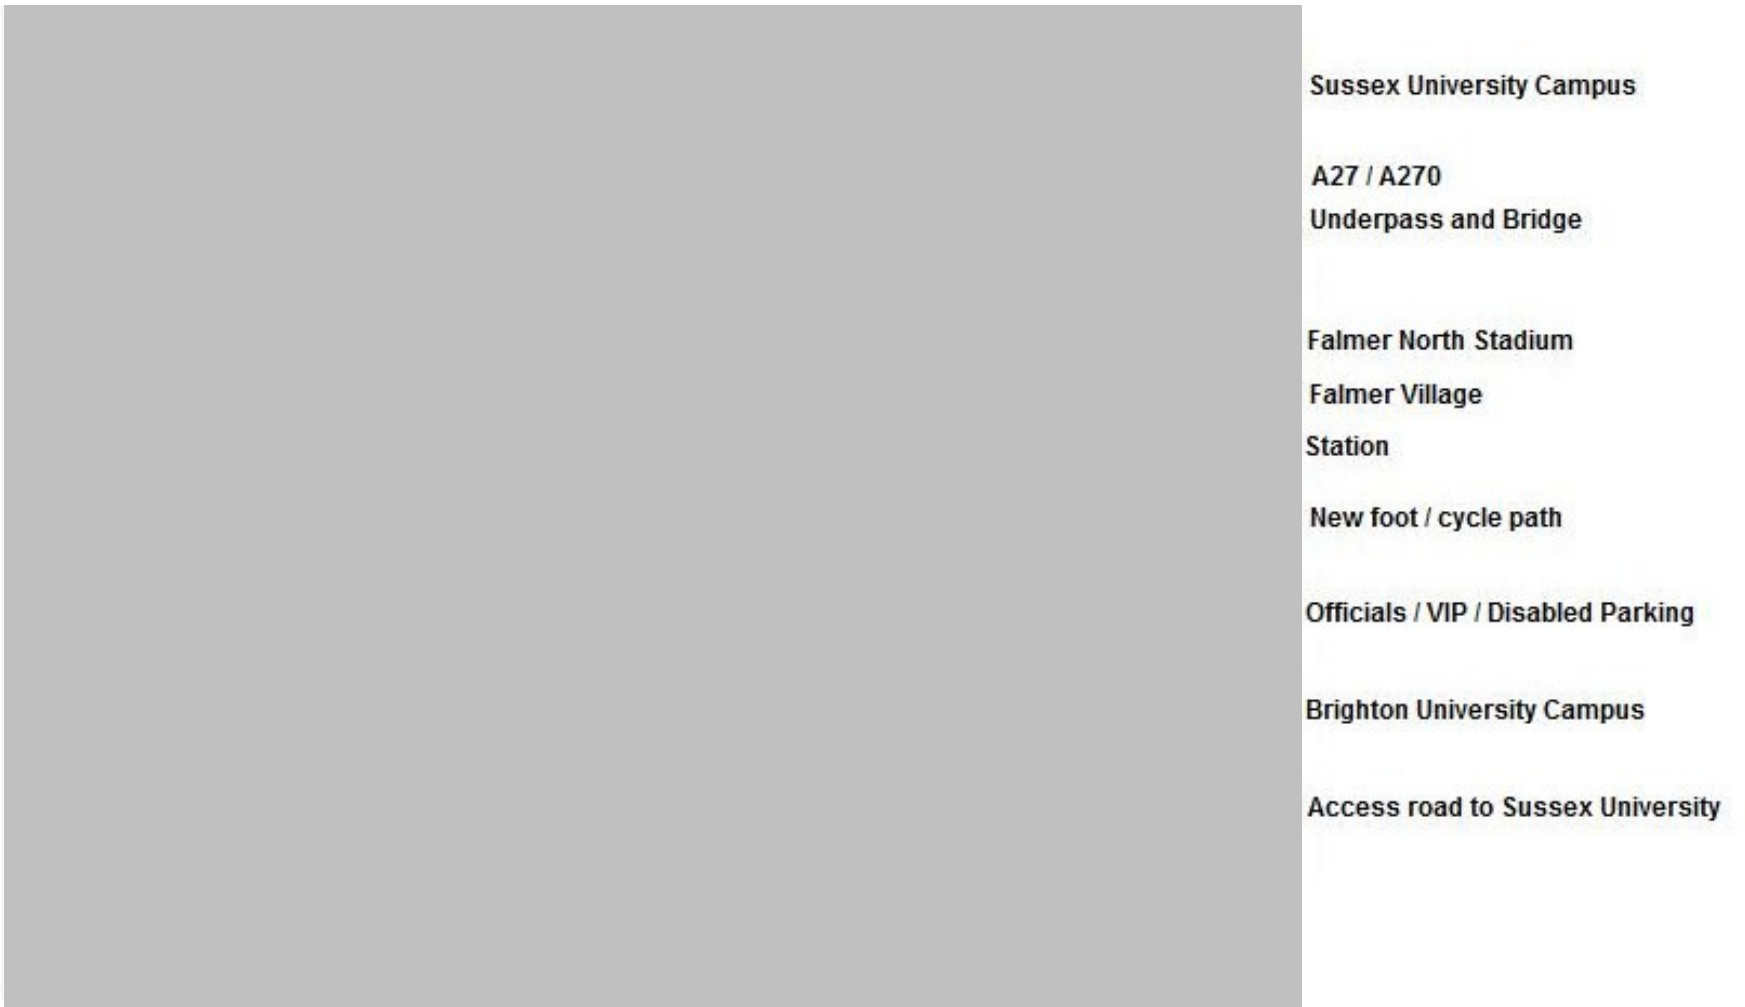 Sussex University Campus
A27 / A270
Underpass and Bridge
Falmer North Stadium
Falmer Village
Station
New foot / cycle path
Officials / VIP / Disabled Parking
Brighton University Campus
Access road to Sussex University